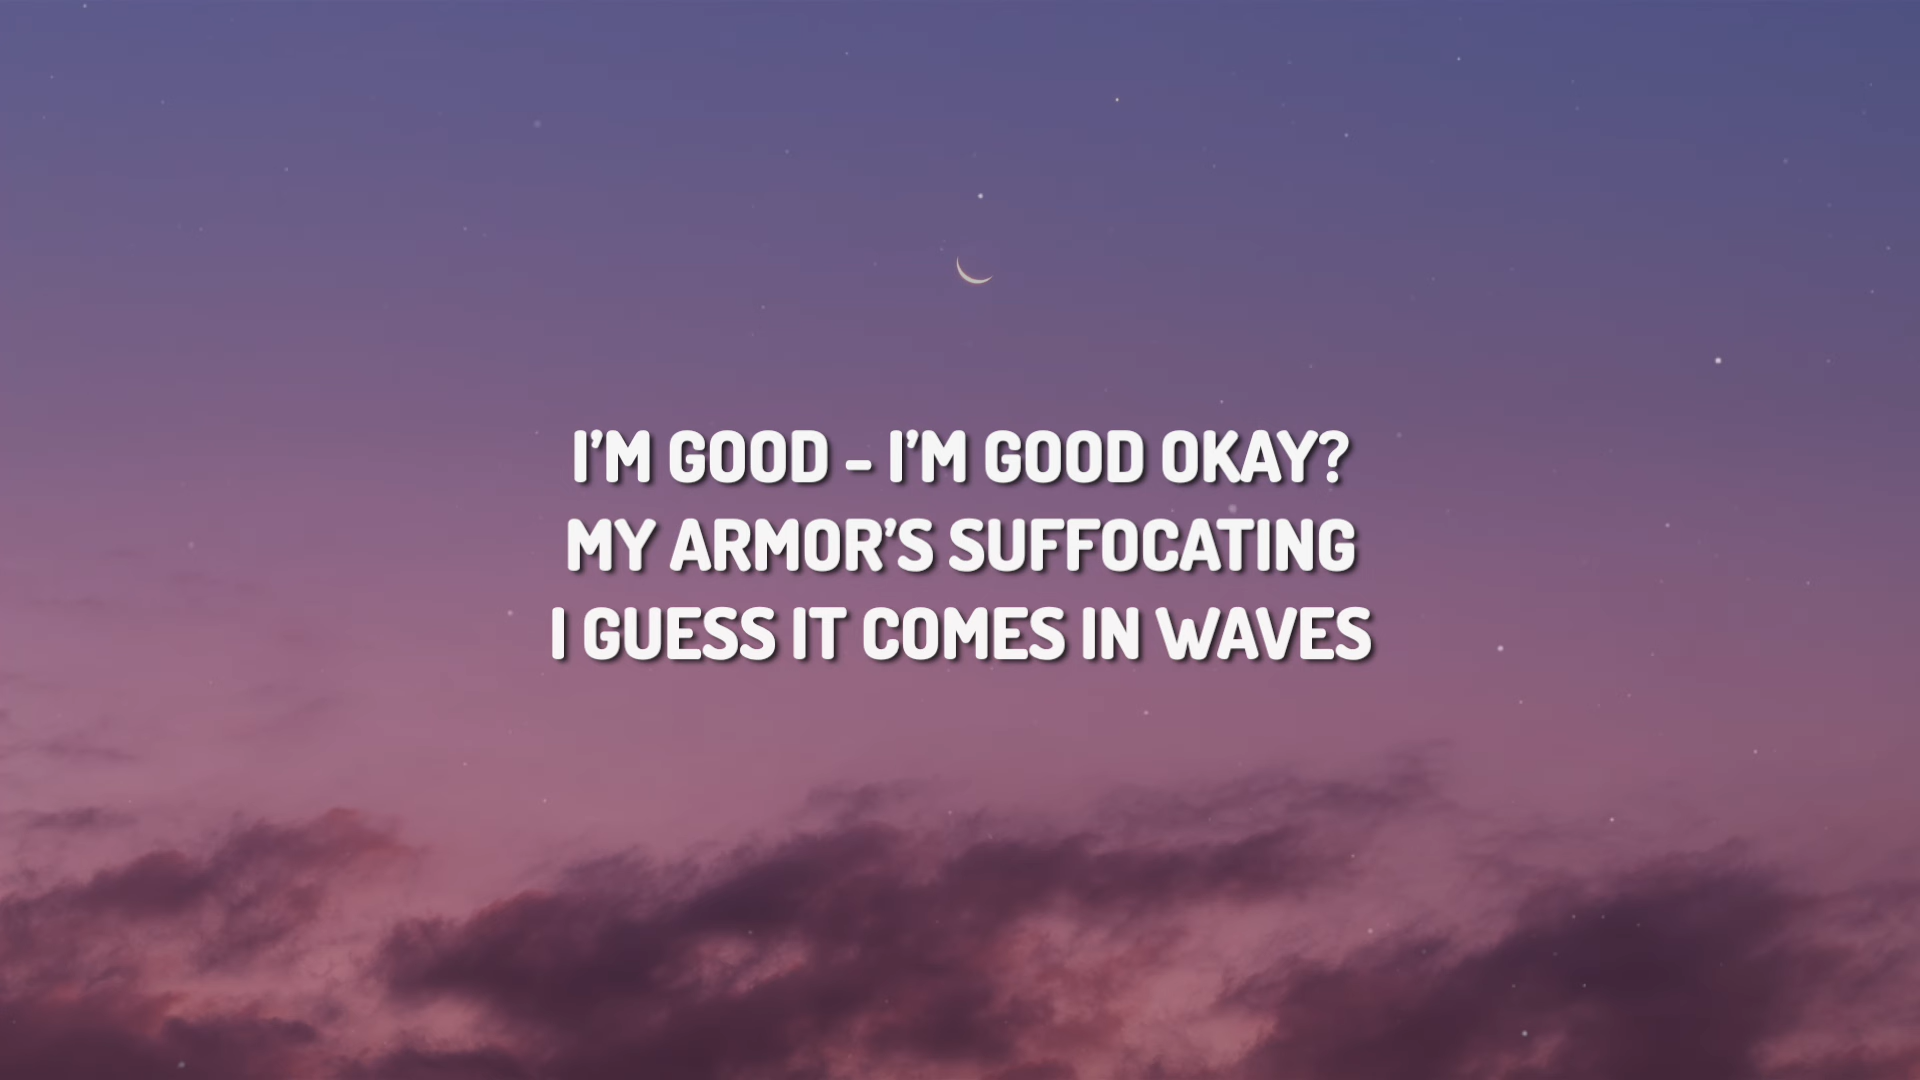 I’M GOOD – I’M GOOD OKAY?
MY ARMOR’S SUFFOCATING
I GUESS IT COMES IN WAVES